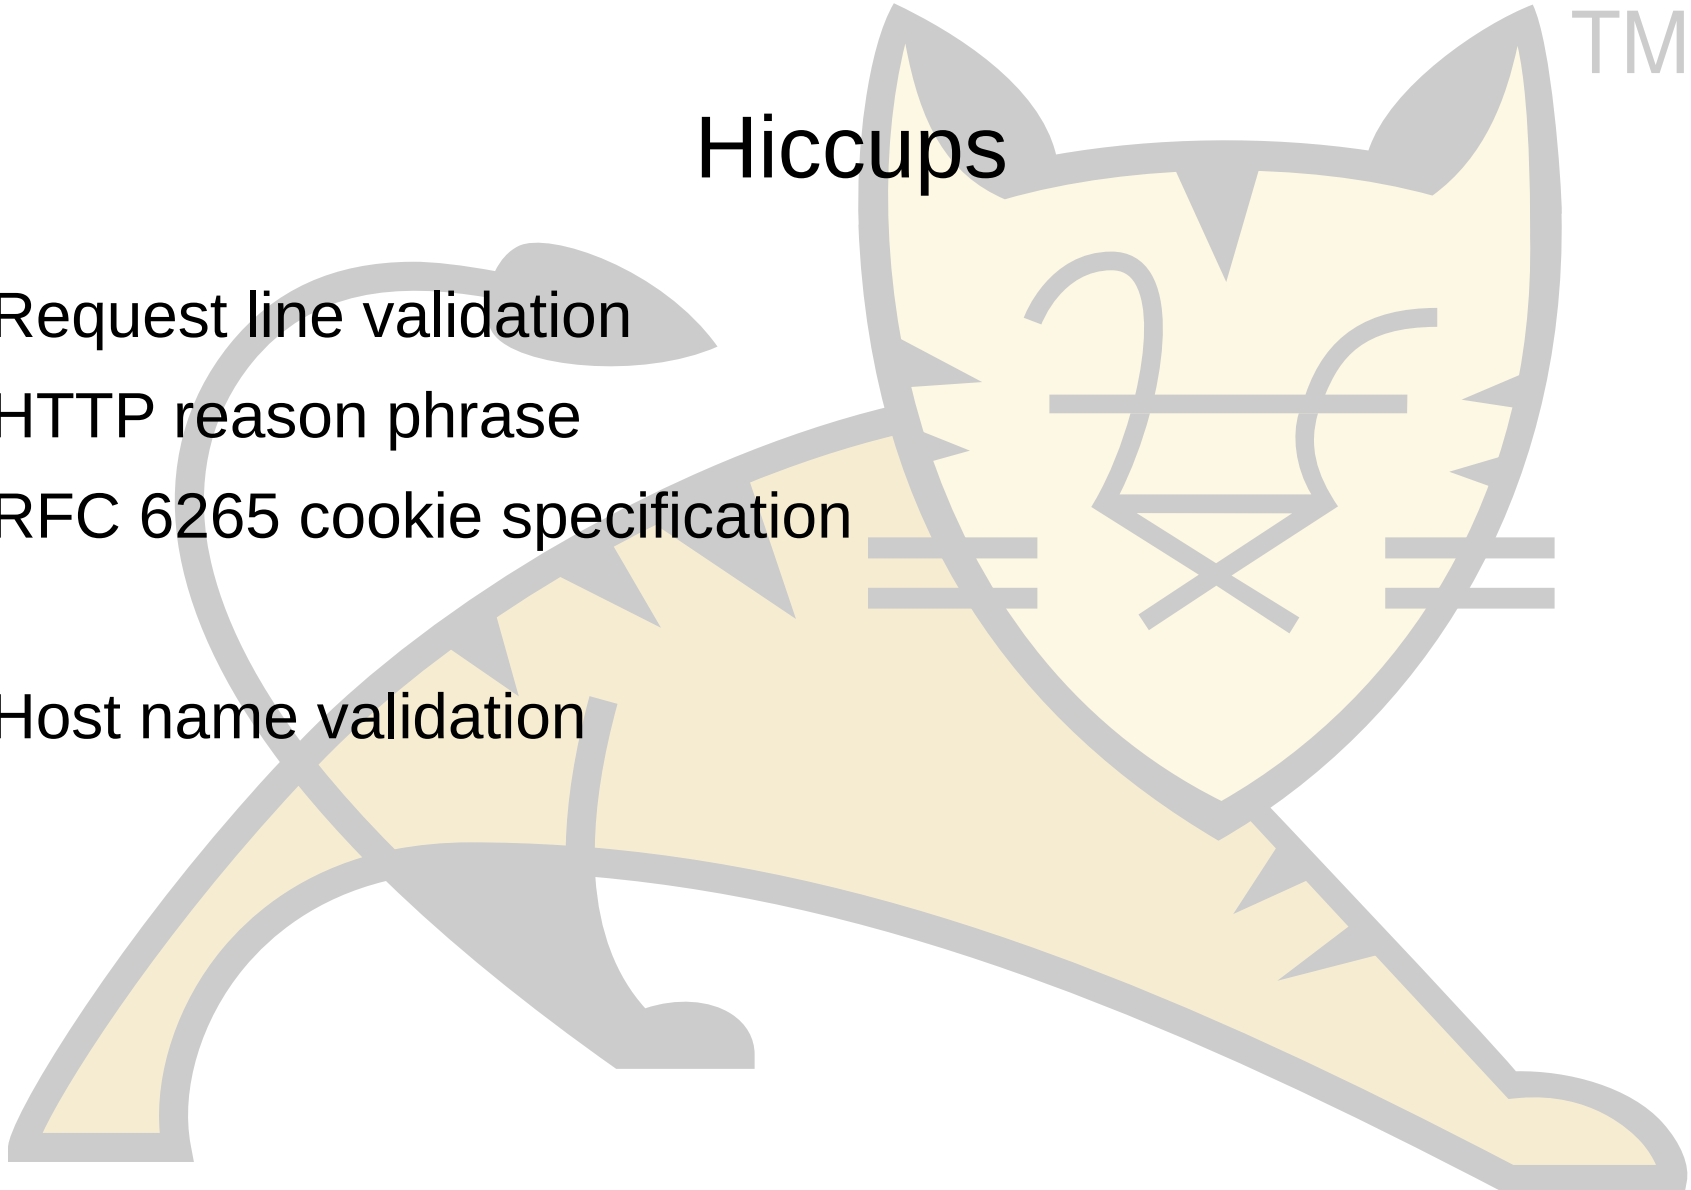 TM
Hiccups
Request line validation
HTTP reason phrase
RFC 6265 cookie specification
Host name validation